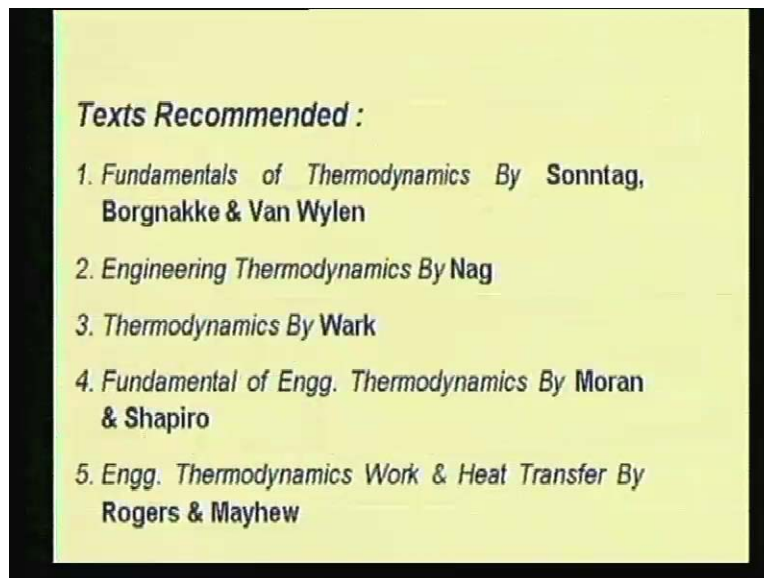 Texts Recommended :
1. Fundamentals of Thermodynamics By Sonntag,
Borgnakke & Van Wylen
2. Engineering Thermodynamics By Nag
3. Thermodynamics By Wark
4. Fundamental of Engg. Thermodynamics By Moran
& Shapiro
5. Engg. Thermodynamics Work & Heat Transfer By
Rogers & Mayhew